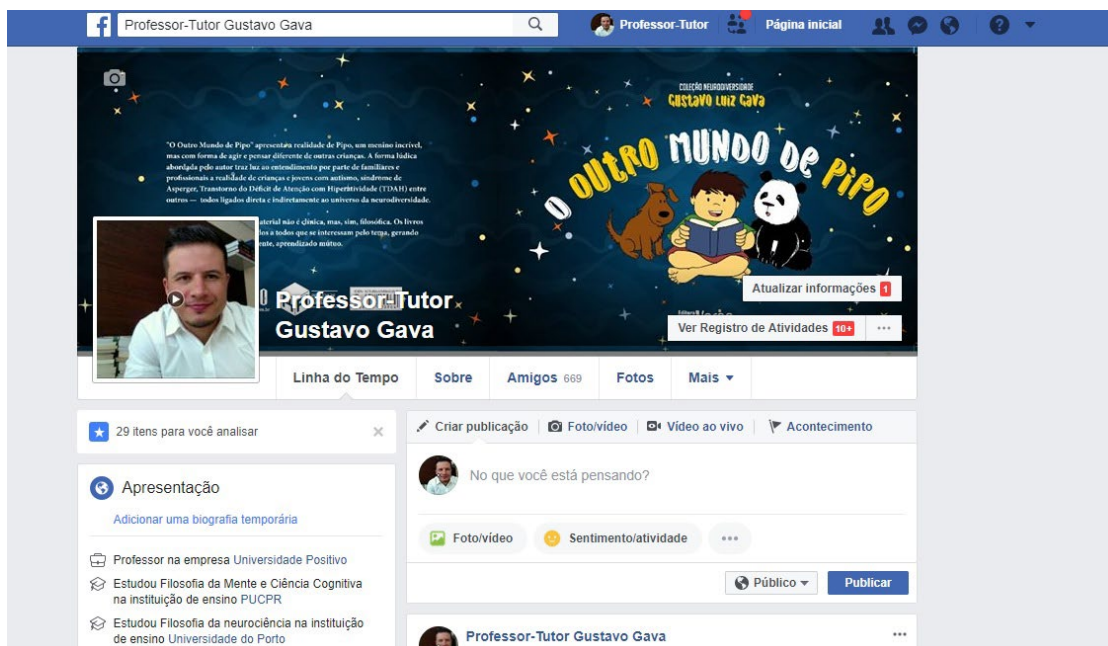 Professor-Tutor Gustavo Gava
Professor-Tutor
Página inicial
COLEÇÃO NEURODIVERSIDADE
GUSTAVO LUIZ GAVA
O OUTRO MUNDO DE PIPO
"O Outro Mundo de Pipo" apresenta a realidade de Pipo, um menino incrível,
mas com forma de agir e pensar diferente de outras crianças. A forma lúdica
abordada pelo autor traz luz ao entendimento por parte de familiares e
profissionais a realidade de crianças e jovens com autismo, síndrome de
Asperger, Transtorno do Déficit de Atenção com Hiperatividade (TDAH) entre
outros — todos ligados direta e indiretamente ao universo da neurodiversidade.
material não é clínica, mas, sim, filosófica. Os livros
a todos que se interessam pelo tema, gerando
aprendizado mútuo.
Professor-Tutor
Gustavo Gava
Atualizar informações 1
Ver Registro de Atividades 10+ ...
Linha do Tempo
Sobre
Amigos 669
Fotos
Mais
29 itens para você analisar
Apresentação
Adicionar uma biografia temporária
Professor na empresa Universidade Positivo
Estudou Filosofia da Mente e Ciência Cognitiva
na instituição de ensino PUCPR
Estudou Filosofia da neurociência na instituição
de ensino Universidade do Porto
Criar publicação
Foto/vídeo
Vídeo ao vivo
Acontecimento
No que você está pensando?
Foto/vídeo
Sentimento/atividade
Público
Publicar
Professor-Tutor Gustavo Gava